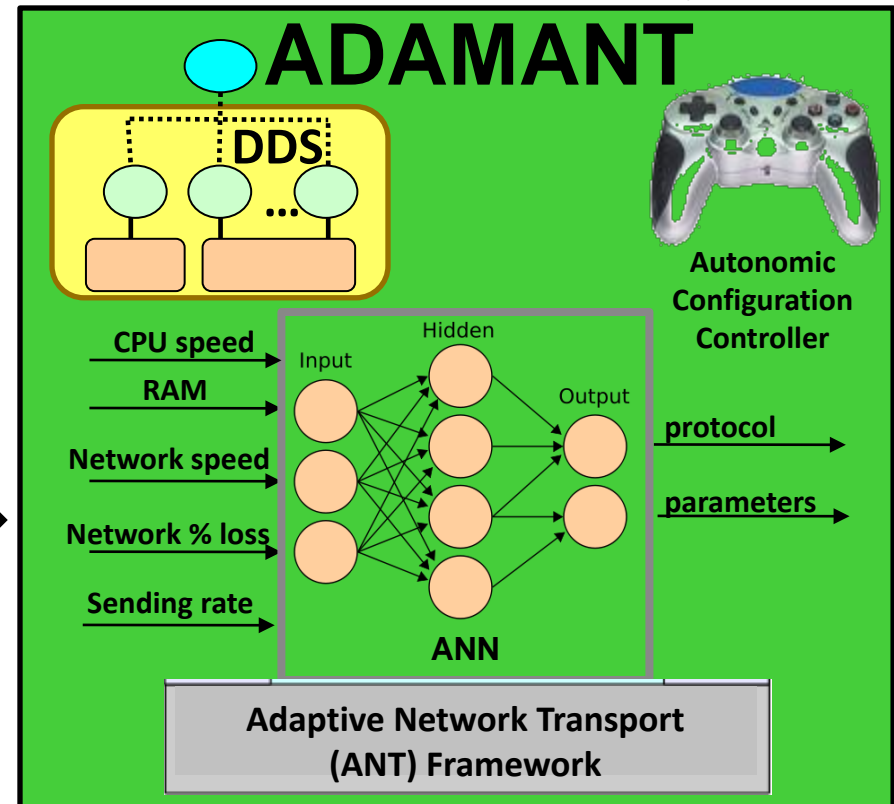 ADAMANT
DDS
...
Autonomic
Configuration
Controller
CPU speed
RAM
Network speed
Network % loss
Sending rate
Input
Hidden
Output
protocol
parameters
ANN
Adaptive Network Transport
(ANT) Framework